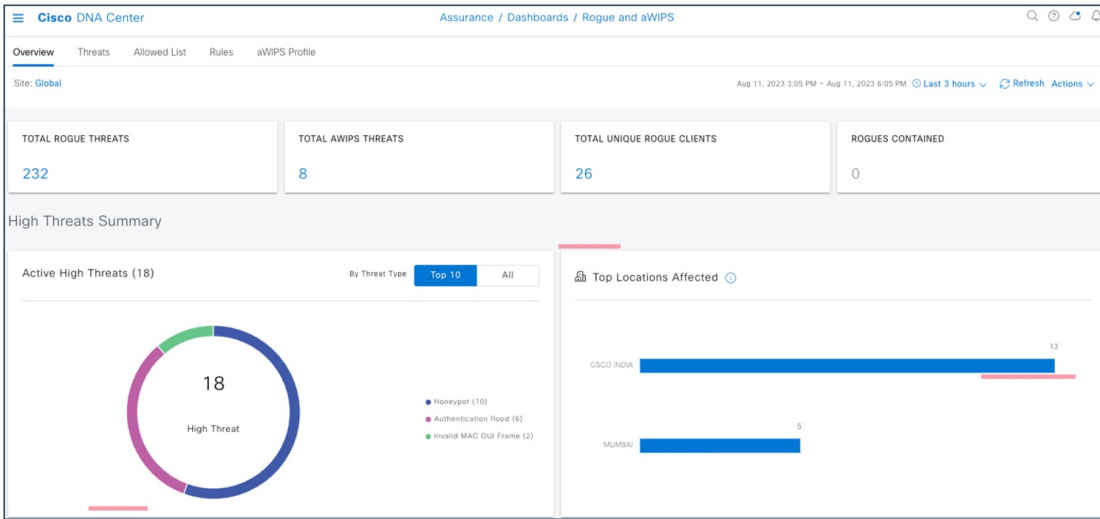 Cisco DNA Center
Assurance / Dashboards / Rogue and aWIPS
Overview Threats Allowed List Rules aWIPS Profile
Site: Global
Aug 11, 2023 3:05 PM - Aug 11, 2023 6:05 PM Last 3 hours Refresh Actions
TOTAL ROGUE THREATS
232
TOTAL AWIPS THREATS
8
TOTAL UNIQUE ROGUE CLIENTS
26
ROGUES CONTAINED
0
High Threats Summary
Active High Threats (18)
By Threat Type Top 10 All
18
High Threat
Honeypot (10)
Authentication flood (6)
Invalid MAC OUI Frame (2)
Top Locations Affected
13
CSCO INDIA
5
MUMBAI